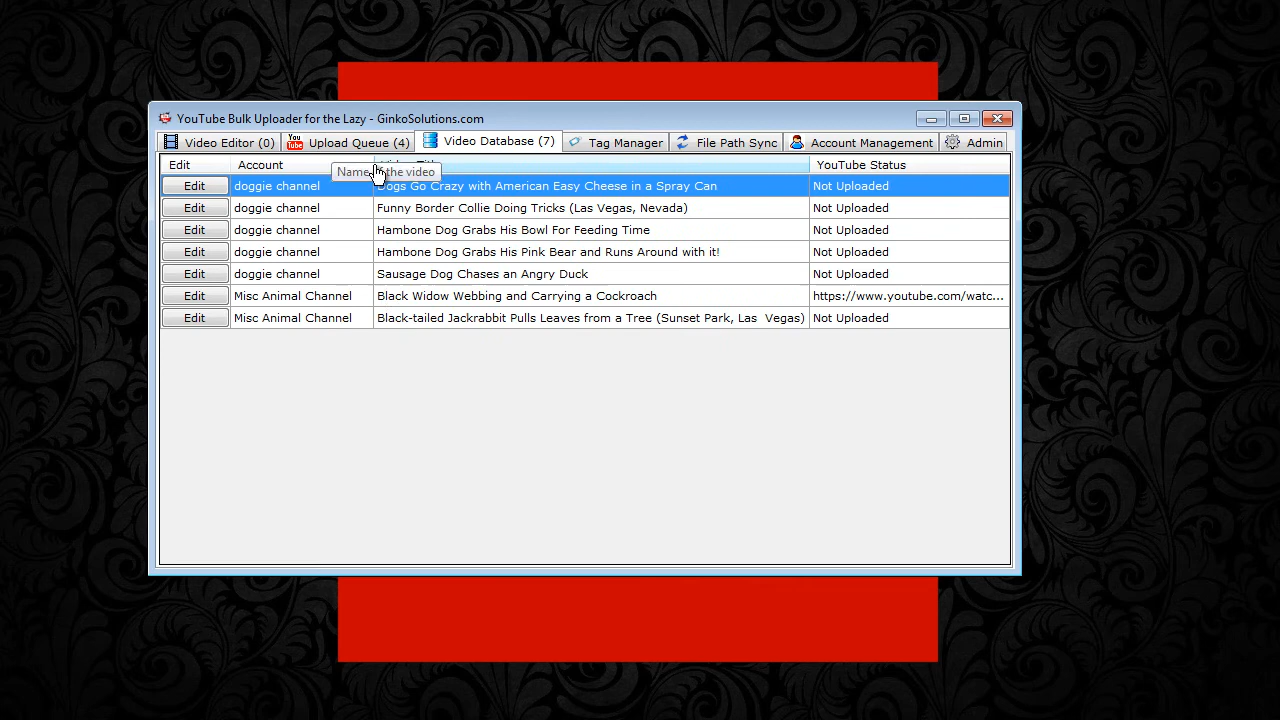 YouTube Bulk Uploader for the Lazy - GinkoSolutions.com
Video Editor (0) You Tube Upload Queue (4) Video Database (7) Tag Manager File Path Sync Account Management Admin
Edit Account YouTube Status
Name the video
Edit doggie channel Dogs Go Crazy with American Easy Cheese in a Spray Can Not Uploaded
Edit doggie channel Funny Border Collie Doing Tricks (Las Vegas, Nevada) Not Uploaded
Edit doggie channel Hambone Dog Grabs His Bowl For Feeding Time Not Uploaded
Edit doggie channel Hambone Dog Grabs His Pink Bear and Runs Around with it! Not Uploaded
Edit doggie channel Sausage Dog Chases an Angry Duck Not Uploaded
Edit Misc Animal Channel Black Widow Webbing and Carrying a Cockroach https://www.youtube.com/watc...
Edit Misc Animal Channel Black-tailed Jackrabbit Pulls Leaves from a Tree (Sunset Park, Las Vegas) Not Uploaded